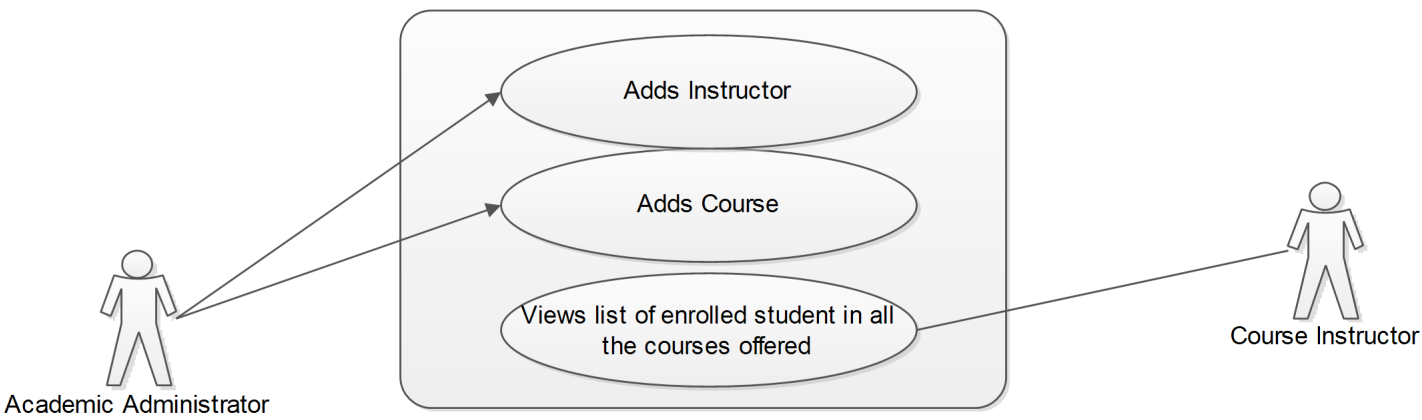 Adds Instructor
Adds Course
Views list of enrolled student in all
the courses offered
Course Instructor
Academic Administrator